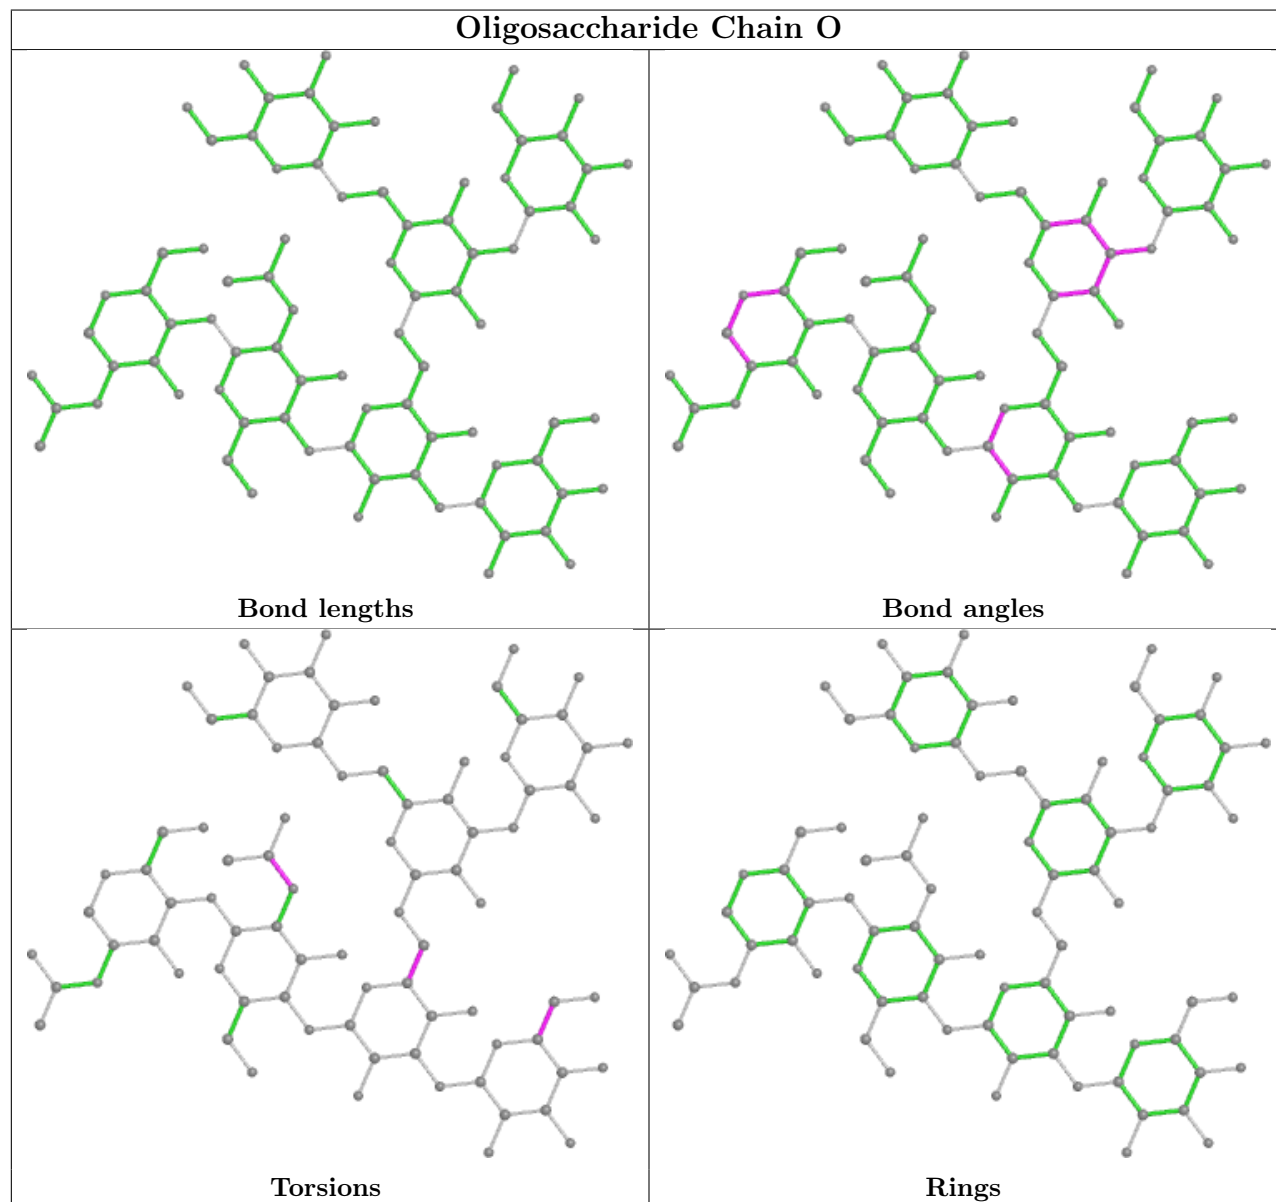 Oligosaccharide Chain O
Bond lengths
Bond angles
Torsions
Rings